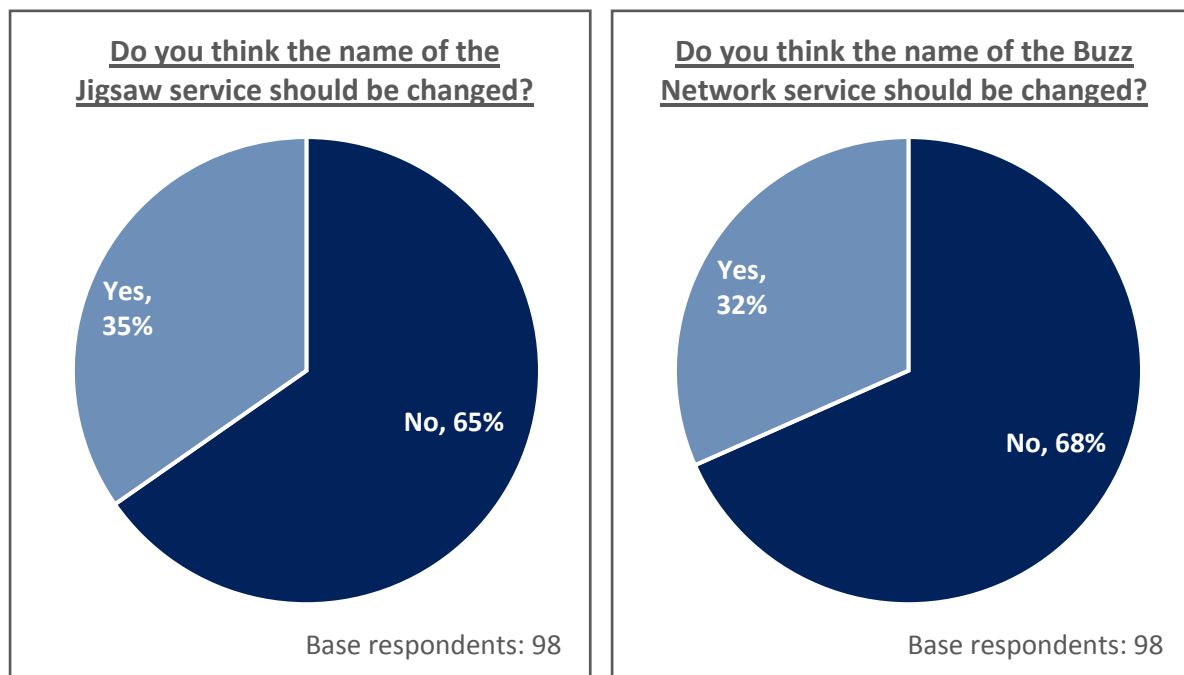 Do you think the name of the
Jigsaw service should be changed?
Yes,
35%
No, 65%
Base respondents: 98
Do you think the name of the Buzz
Network service should be changed?
Yes,
32%
No, 68%
Base respondents: 98